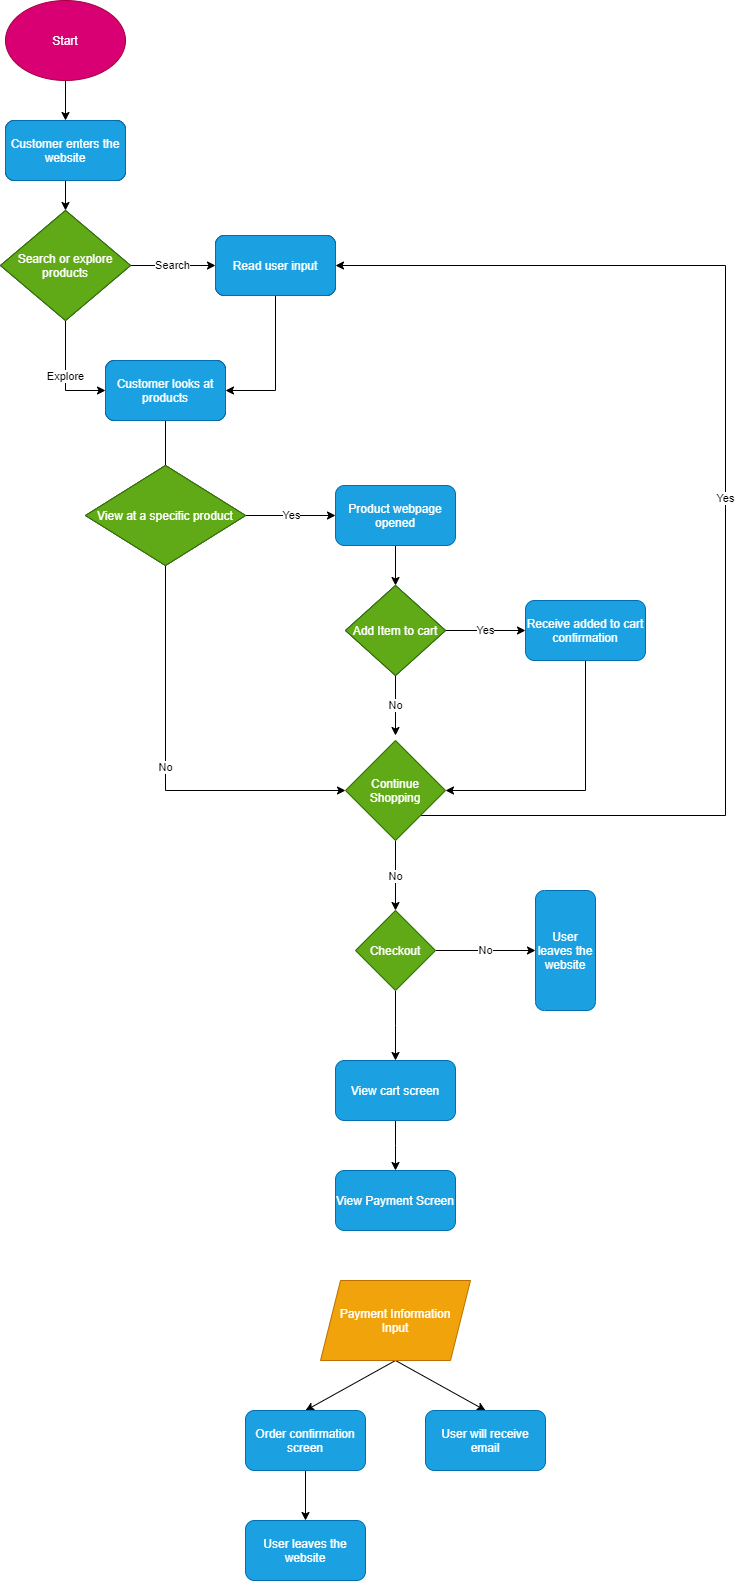 Start
Customer enters the
website
Search or explore
products
Search
Read user input
Explore
Customer looks at
products
View at a specific product
Yes
Product webpage
opened
Yes
Add Item to cart
Yes
Receive added to cart
confirmation
No
No
Continue
Shopping
No
Checkout
No
User
leaves the
website
View cart screen
View Payment Screen
Payment Information
Input
Order confirmation
screen
User will receive
email
User leaves the
website